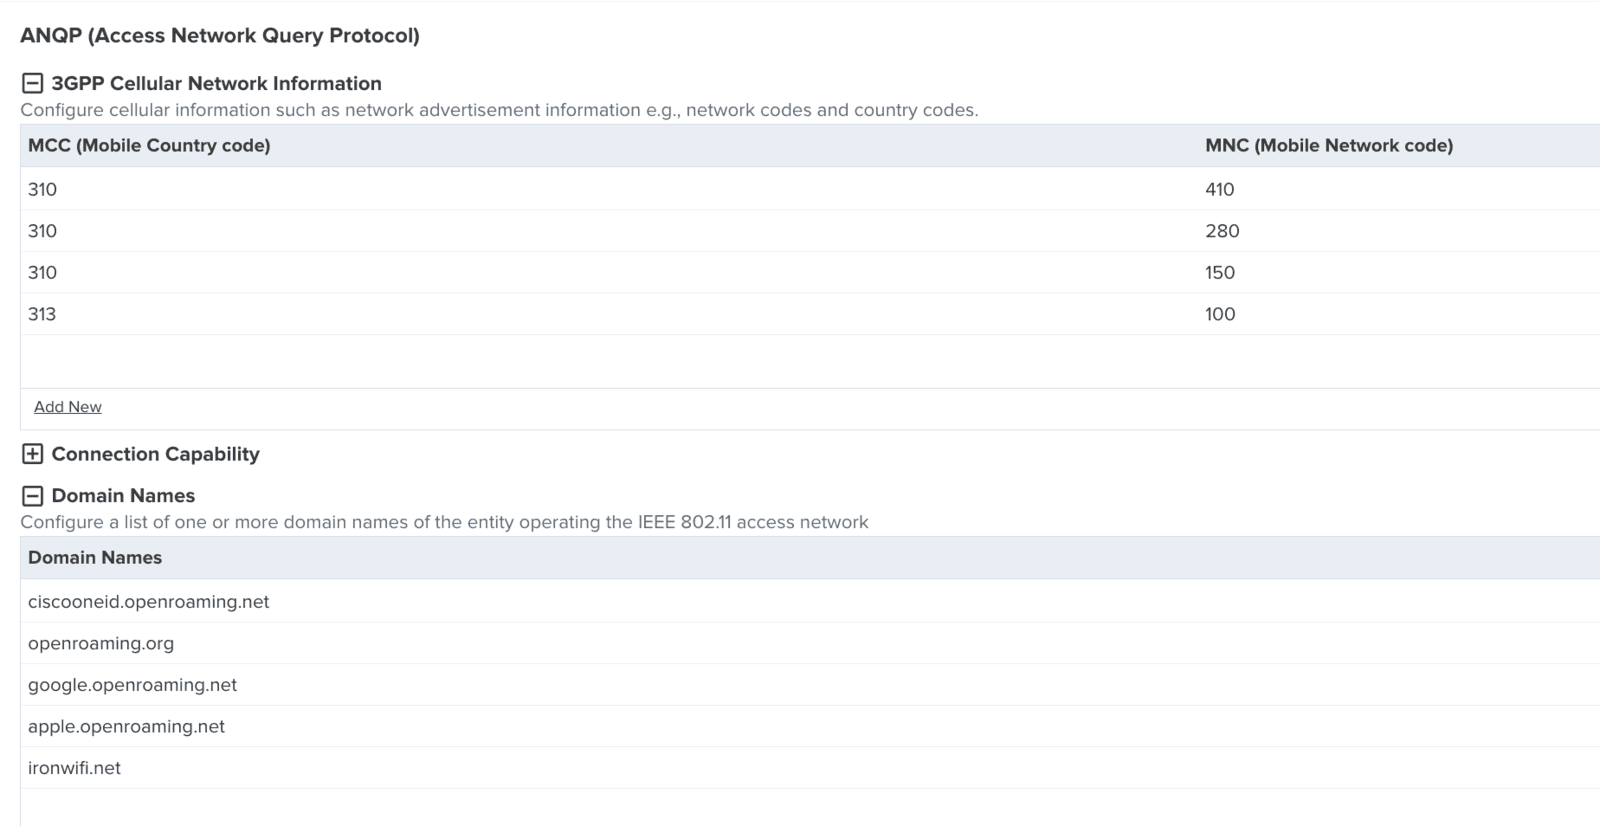 ANQP (Access Network Query Protocol)
3GPP Cellular Network Information
Configure cellular information such as network advertisement information e.g., network codes and country codes.
MCC (Mobile Country code) MNC (Mobile Network code)
310 410
310 280
310 150
313 100
Add New
Connection Capability
Domain Names
Configure a list of one or more domain names of the entity operating the IEEE 802.11 access network
Domain Names
ciscooneid.openroaming.net
openroaming.org
google.openroaming.net
apple.openroaming.net
ironwifi.net